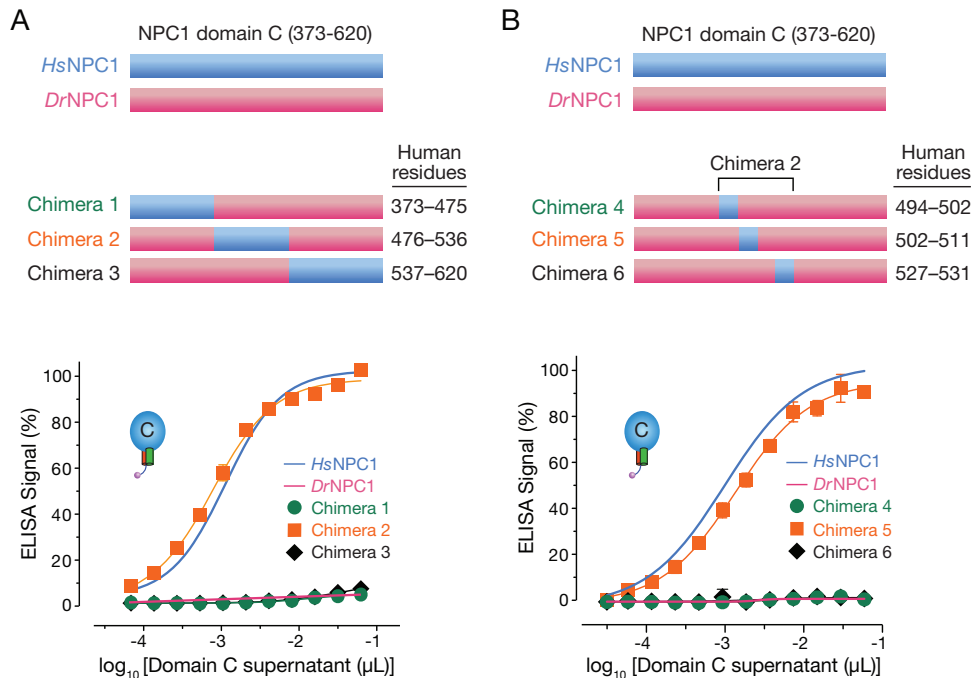 A
NPC1 domain C (373-620)
HsNPC1
DrNPC1
Human
residues
Chimera 1
373–475
Chimera 2
476–536
Chimera 3
537–620
ELISA Signal (%)
100
80
60
40
20
0
C
HsNPC1
DrNPC1
Chimera 1
Chimera 2
Chimera 3
-4
-3
-2
-1
log10 [Domain C supernatant (µL)]
B
NPC1 domain C (373-620)
HsNPC1
DrNPC1
Chimera 2
Human
residues
Chimera 4
494–502
Chimera 5
502–511
Chimera 6
527–531
ELISA Signal (%)
100
80
60
40
20
0
C
HsNPC1
DrNPC1
Chimera 4
Chimera 5
Chimera 6
-4
-3
-2
-1
log10 [Domain C supernatant (µL)]